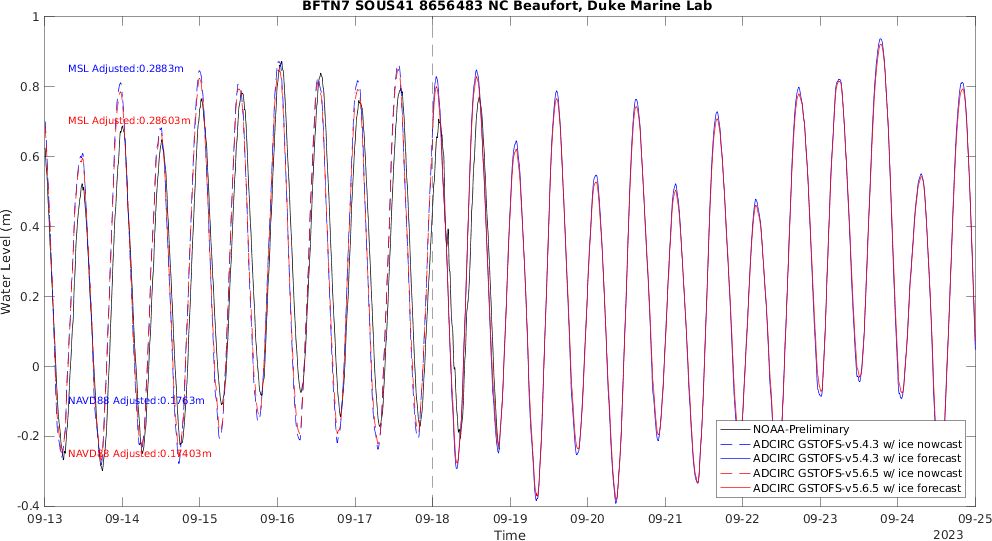 BFTN7 SOUS41 8656483 NC Beaufort, Duke Marine Lab
1
0.8
0.6
0.4
0.2
0
-0.2
-0.4
Water Level (m)
MSL Adjusted:0.2883m
MSL Adjusted:0.28603m
NAVD88 Adjusted:0.1763m
NAVD88 Adjusted:0.17403m
NOAA-Preliminary
ADCIRC GSTOFS-v5.4.3 w/ ice nowcast
ADCIRC GSTOFS-v5.4.3 w/ ice forecast
ADCIRC GSTOFS-v5.6.5 w/ ice nowcast
ADCIRC GSTOFS-v5.6.5 w/ ice forecast
09-13 09-14 09-15 09-16 09-17 09-18 09-19 09-20 09-21 09-22 09-23 09-24 09-25
Time
2023